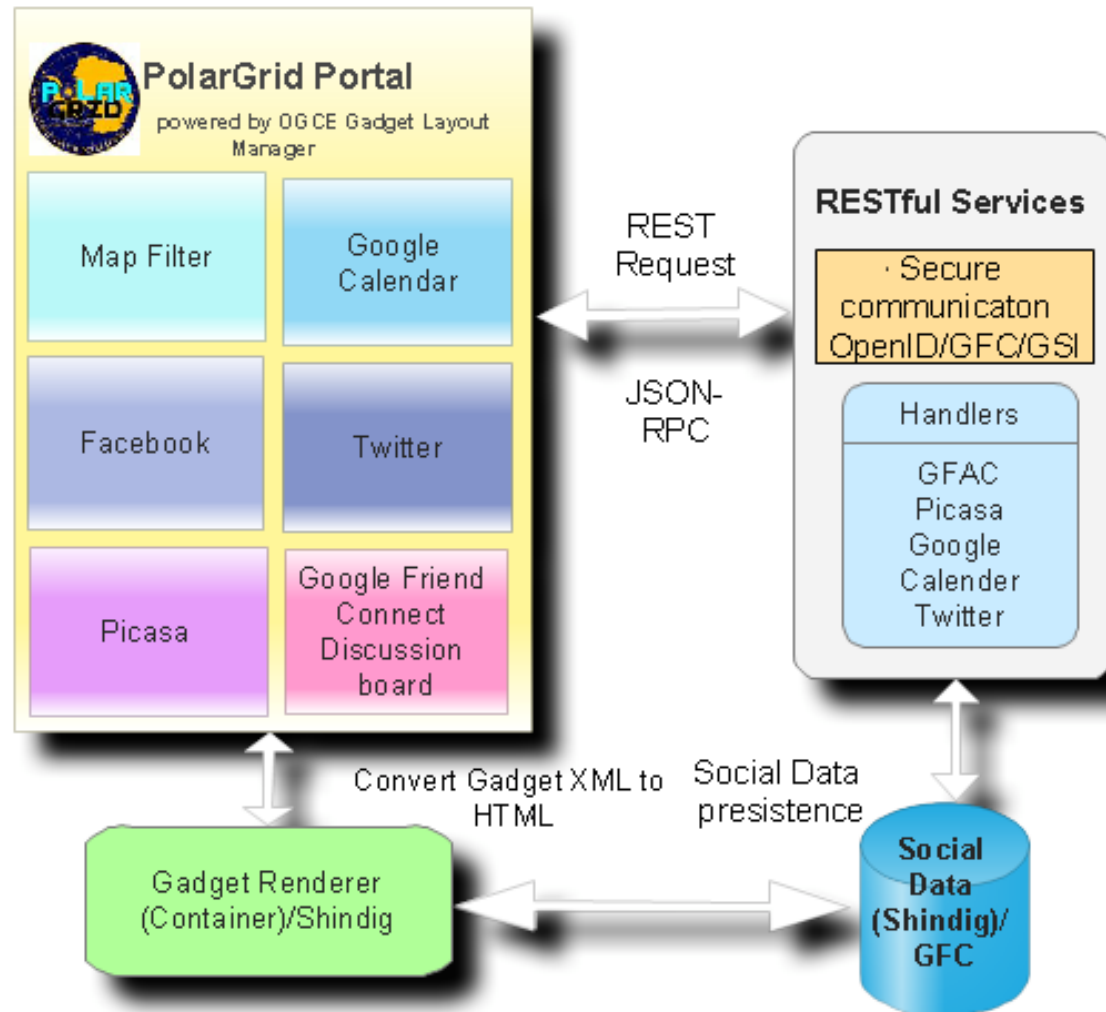 POLAR
GRID
PolarGrid Portal
powered by OGCE Gadget Layout
Manager
Map Filter
Google
Calendar
Facebook
Twitter
Picasa
Google Friend
Connect
Discussion
board
REST
Request
JSON-
RPC
RESTful Services
· Secure
communicaton
OpenID/GFC/GSI
Handlers
GFAC
Picasa
Google
Calender
Twitter
Convert Gadget XML to
HTML
Social Data
presistence
Gadget Renderer
(Container)/Shindig
Social
Data
(Shindig)/
GFC